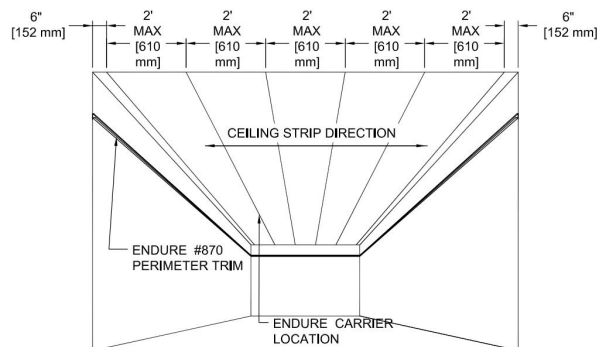 6"
[152 mm]
2'
MAX
[610
mm]
2'
MAX
[610
mm]
2'
MAX
[610
mm]
2'
MAX
[610
mm]
2'
MAX
[610
mm]
6"
[152 mm]
CEILING STRIP DIRECTION
ENDURE #870
PERIMETER TRIM
ENDURE CARRIER
LOCATION